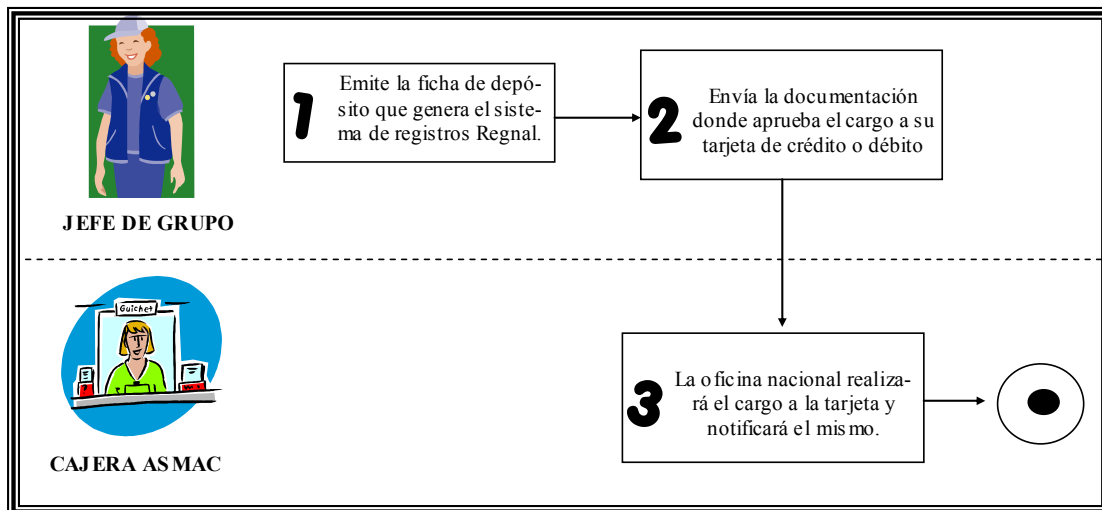 1
Emite la ficha de depó-
sito que genera el siste-
ma de registros Regnal.
2
Envía la documentación
donde aprueba el cargo a su
tarjeta de crédito o débito
JEFE DE GRUPO
Guichet
3
La oficina nacional realiza-
rá el cargo a la tarjeta y
notificará el mismo.
CAJERA ASMAC